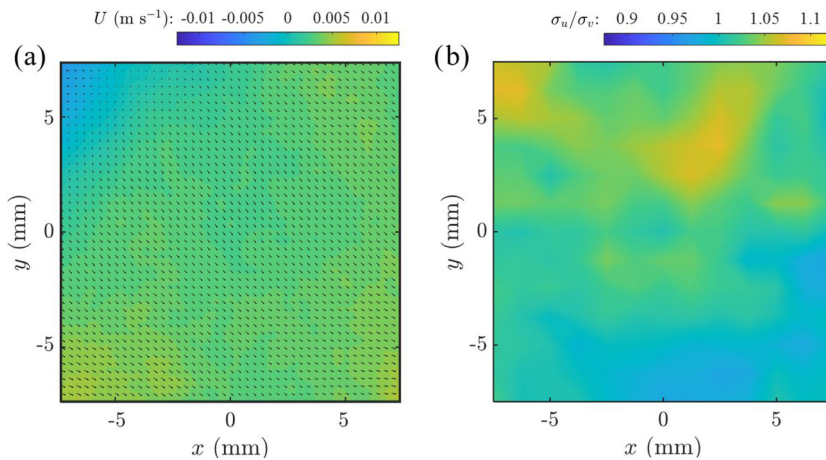 U (m s⁻¹): -0.01 -0.005 0 0.005 0.01
σᵤ/σᵥ: 0.9 0.95 1 1.05 1.1
(a)
(b)
5
0
-5
y (mm)
-5 0 5
x (mm)
5
0
-5
y (mm)
-5 0 5
x (mm)